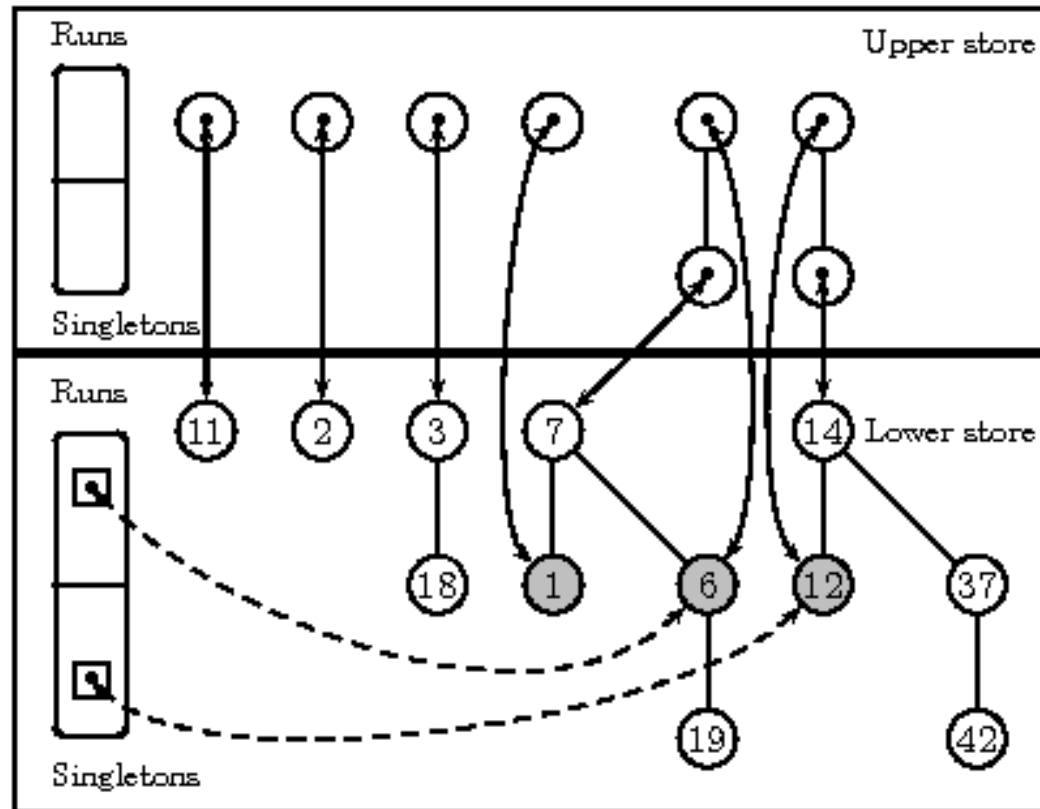 Runs
Upper store
Singletons
Runs
11 2 3 7 14 Lower store
18 1 6 12 37
19 42
Singletons